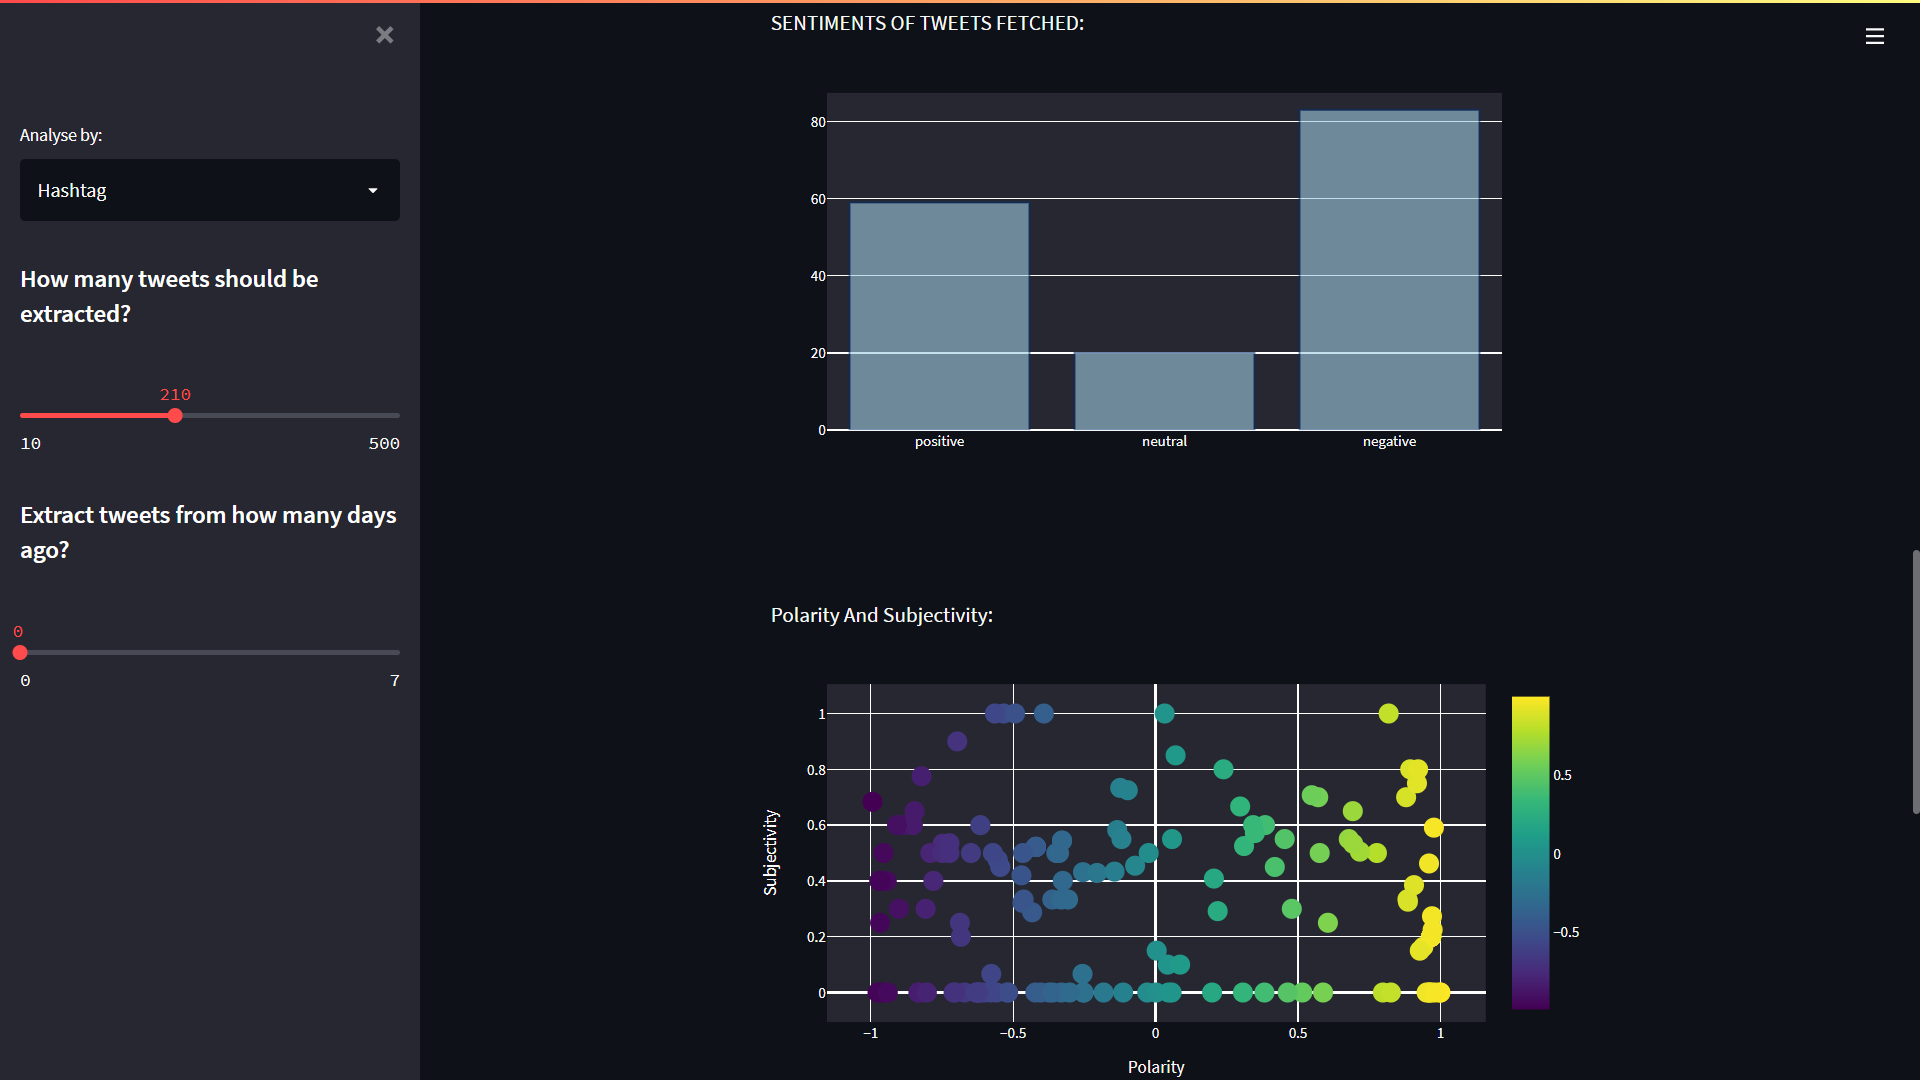 Analyse by:
Hashtag
How many tweets should be
extracted?
210
10
500
Extract tweets from how many days
ago?
0
0
7
SENTIMENTS OF TWEETS FETCHED:
80
60
40
20
0
positive
neutral
negative
Polarity And Subjectivity:
Subjectivity
1
0.8
0.6
0.4
0.2
0
−1
−0.5
0
0.5
1
Polarity
0.5
0
−0.5